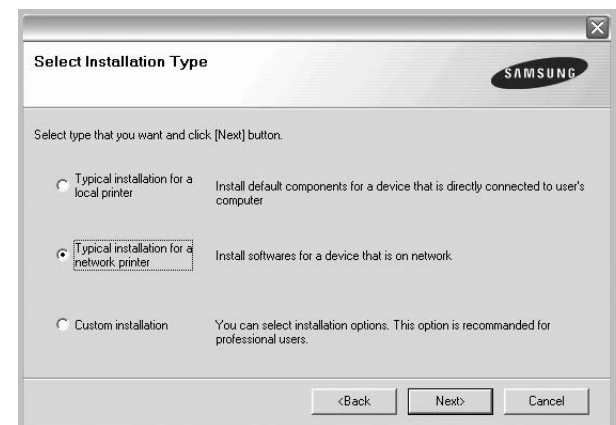 Select Installation Type
SAMSUNG
Select type that you want and click [Next] button.
Typical installation for a
local printer
Install default components for a device that is directly connected to user's
computer
Typical installation for a
network printer
Install softwares for a device that is on network
Custom installation
You can select installation options. This option is recommanded for
professional users.
<Back
Next>
Cancel